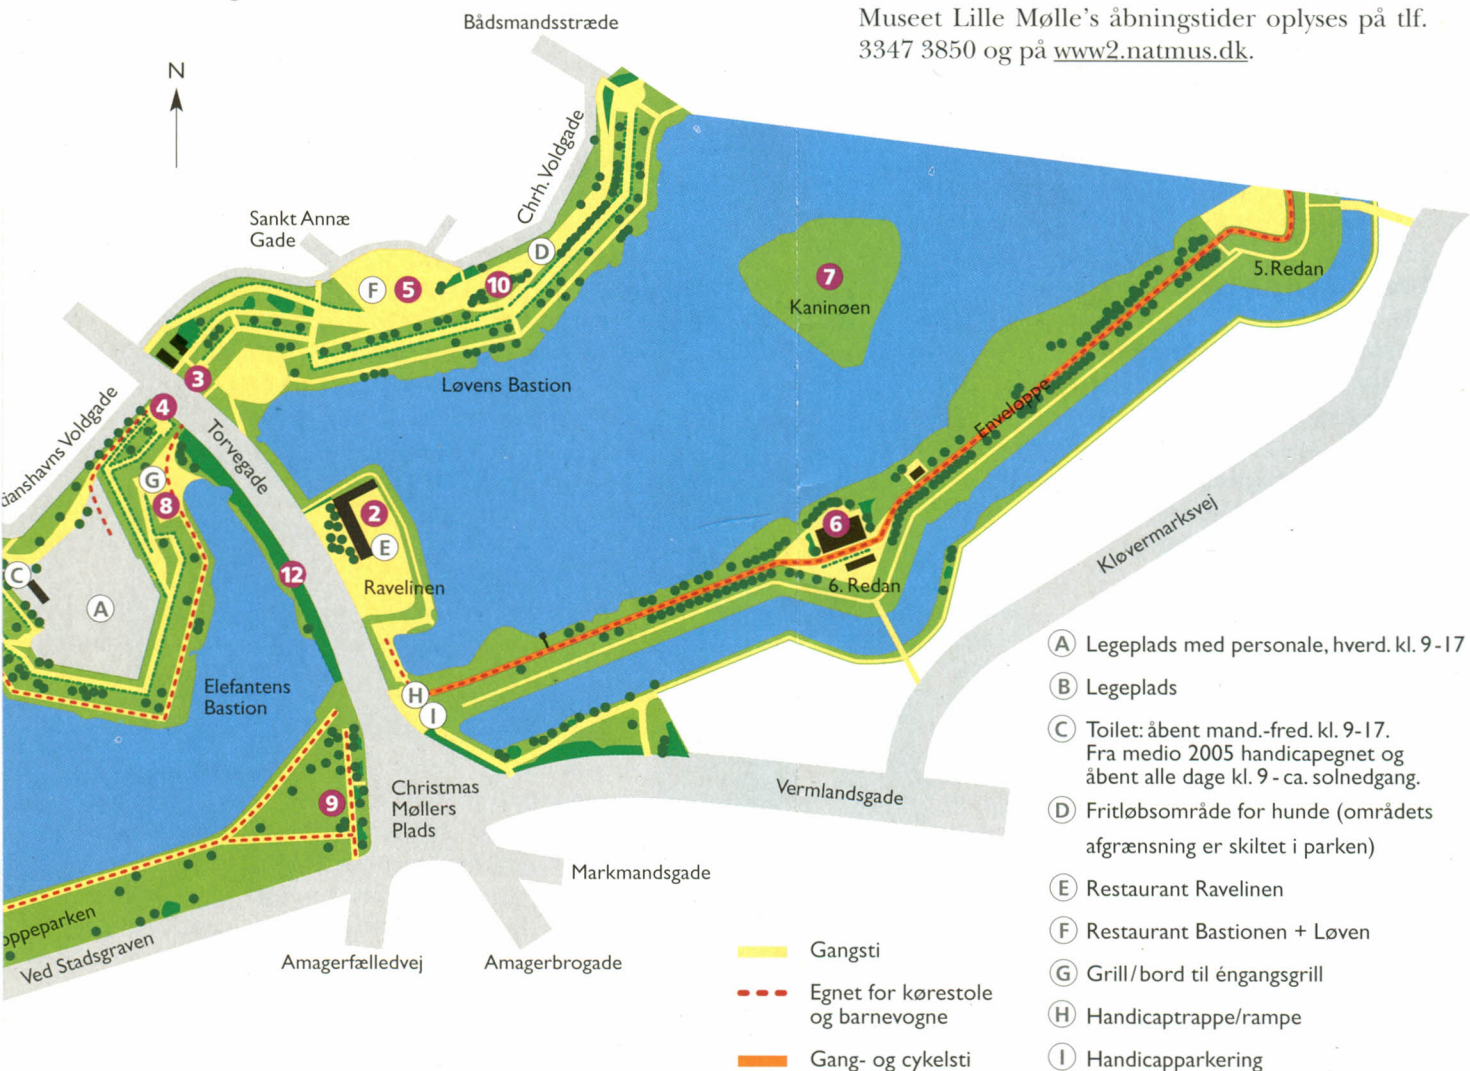 Museet Lille Mølle's åbningstider oplyses på tlf.
3347 3850 og på www2.natmus.dk.
Bådsmandsstræde
N
Chrh. Voldgade
Sankt Annæ
Gade
D
F
5
10
7
Kaninøen
5. Redan
3
Løvens Bastion
4
Torvegade
Enveloppe
G
8
2
E
Ravelinen
6
6. Redan
Kløvermarksvej
12
C
A
Elefantens
Bastion
H
I
9
Christmas
Møllers
Plads
Vermlandsgade
Markmandsgade
Ved Stadsgraven
Amagerfælledvej
Amagerbrogade
Gangsti
Egnet for kørestole
og barnevogne
Gang- og cykelsti
A Legeplads med personale, hverd. kl. 9-17
B Legeplads
C Toilet: åbent mand.-fred. kl. 9-17.
Fra medio 2005 handicapegnet og
åbent alle dage kl. 9 - ca. solnedgang.
D Fritløbsområde for hunde (områdets
afgrænsning er skiltet i parken)
E Restaurant Ravelinen
F Restaurant Bastionen + Løven
G Grill/bord til éngangsgrill
H Handicaptrappe/rampe
I Handicapparkering